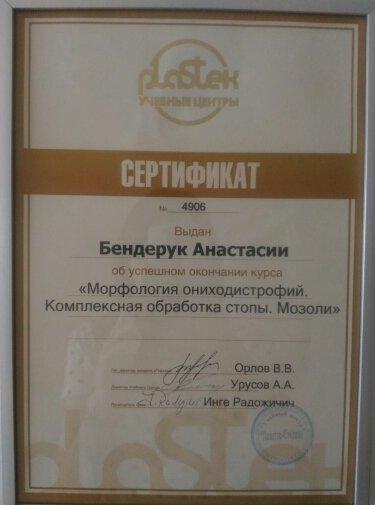 plastek
УЧЕБНЫЕ ЦЕНТРЫ
СЕРТИФИКАТ
№ 4906
Выдан
Бендерук Анастасии
об успешном окончании курса
«Морфология ониходистрофий.
Комплексная обработка стопы. Мозоли»
Орлов В.В.
Урусов А.А.
Инге Радожичич
plastek